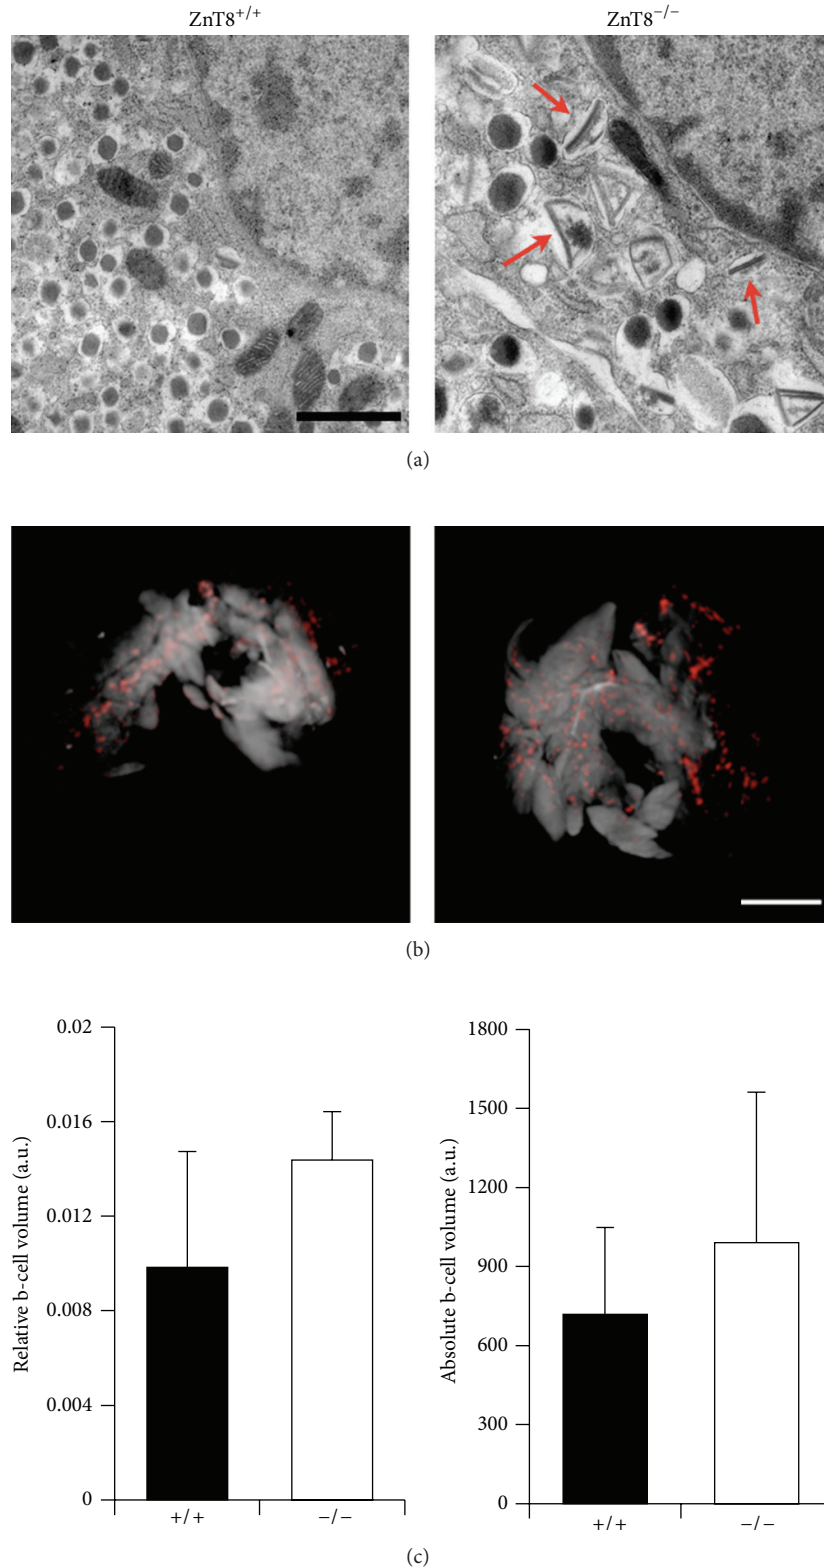 ZnT8+/+
ZnT8−/−
(a)
(b)
0.02
0.016
0.012
0.008
0.004
0
Relative b-cell volume (a.u.)
+/+
−/−
1800
1500
1200
900
600
300
0
Absolute b-cell volume (a.u.)
+/+
−/−
(c)